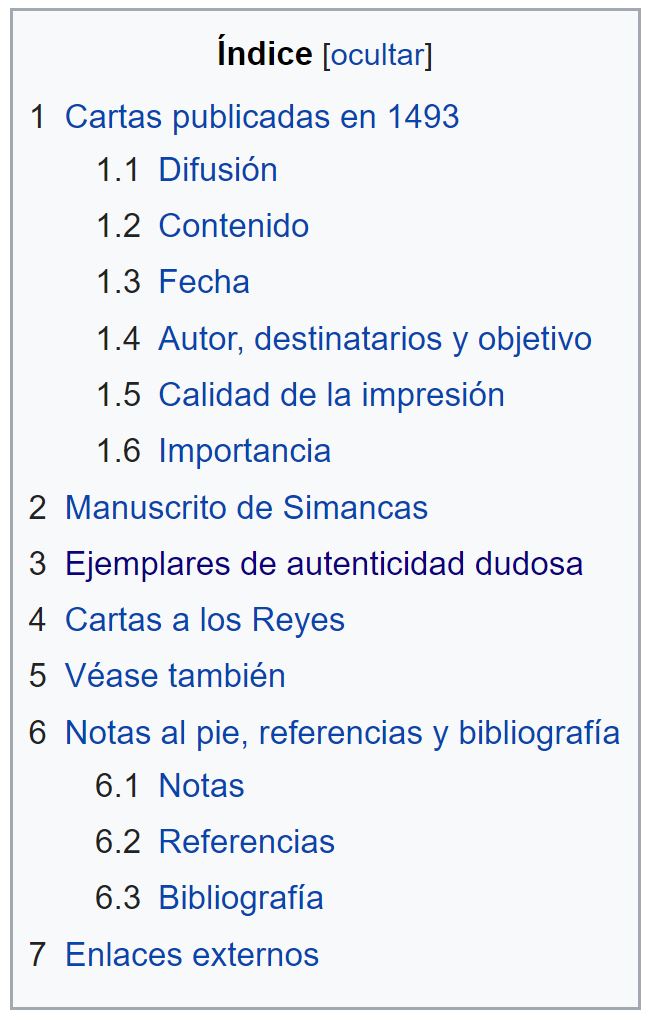 Índice [ocultar]
1 Cartas publicadas en 1493
1.1 Difusión
1.2 Contenido
1.3 Fecha
1.4 Autor, destinatarios y objetivo
1.5 Calidad de la impresión
1.6 Importancia
2 Manuscrito de Simancas
3 Ejemplares de autenticidad dudosa
4 Cartas a los Reyes
5 Véase también
6 Notas al pie, referencias y bibliografía
6.1 Notas
6.2 Referencias
6.3 Bibliografía
7 Enlaces externos